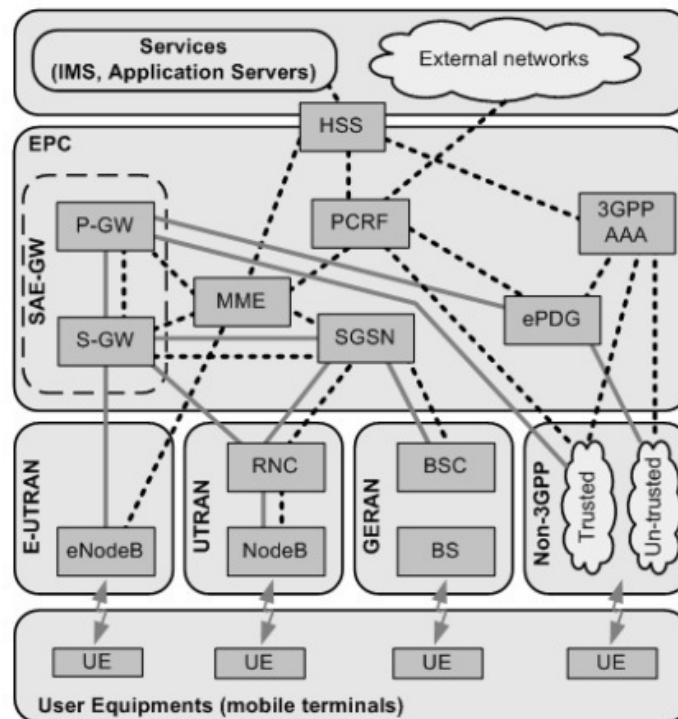 Services
(IMS, Application Servers)
External networks
HSS
EPC
P-GW
PCRF
3GPP
AAA
SAE-GW
MME
ePDG
S-GW
SGSN
E-UTRAN
eNodeB
UTRAN
RNC
NodeB
GERAN
BSC
BS
Non-3GPP
Trusted
Un-trusted
UE
UE
UE
UE
User Equipments (mobile terminals)